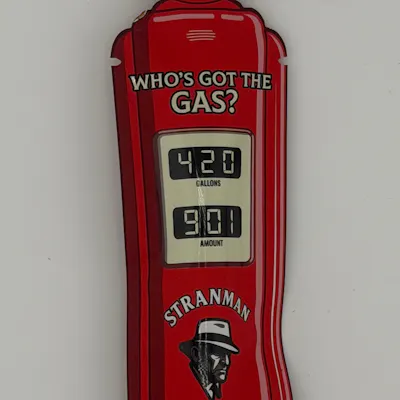 WHO'S GOT THE
GAS?
420
GALLONS
901
AMOUNT
STRANMAN